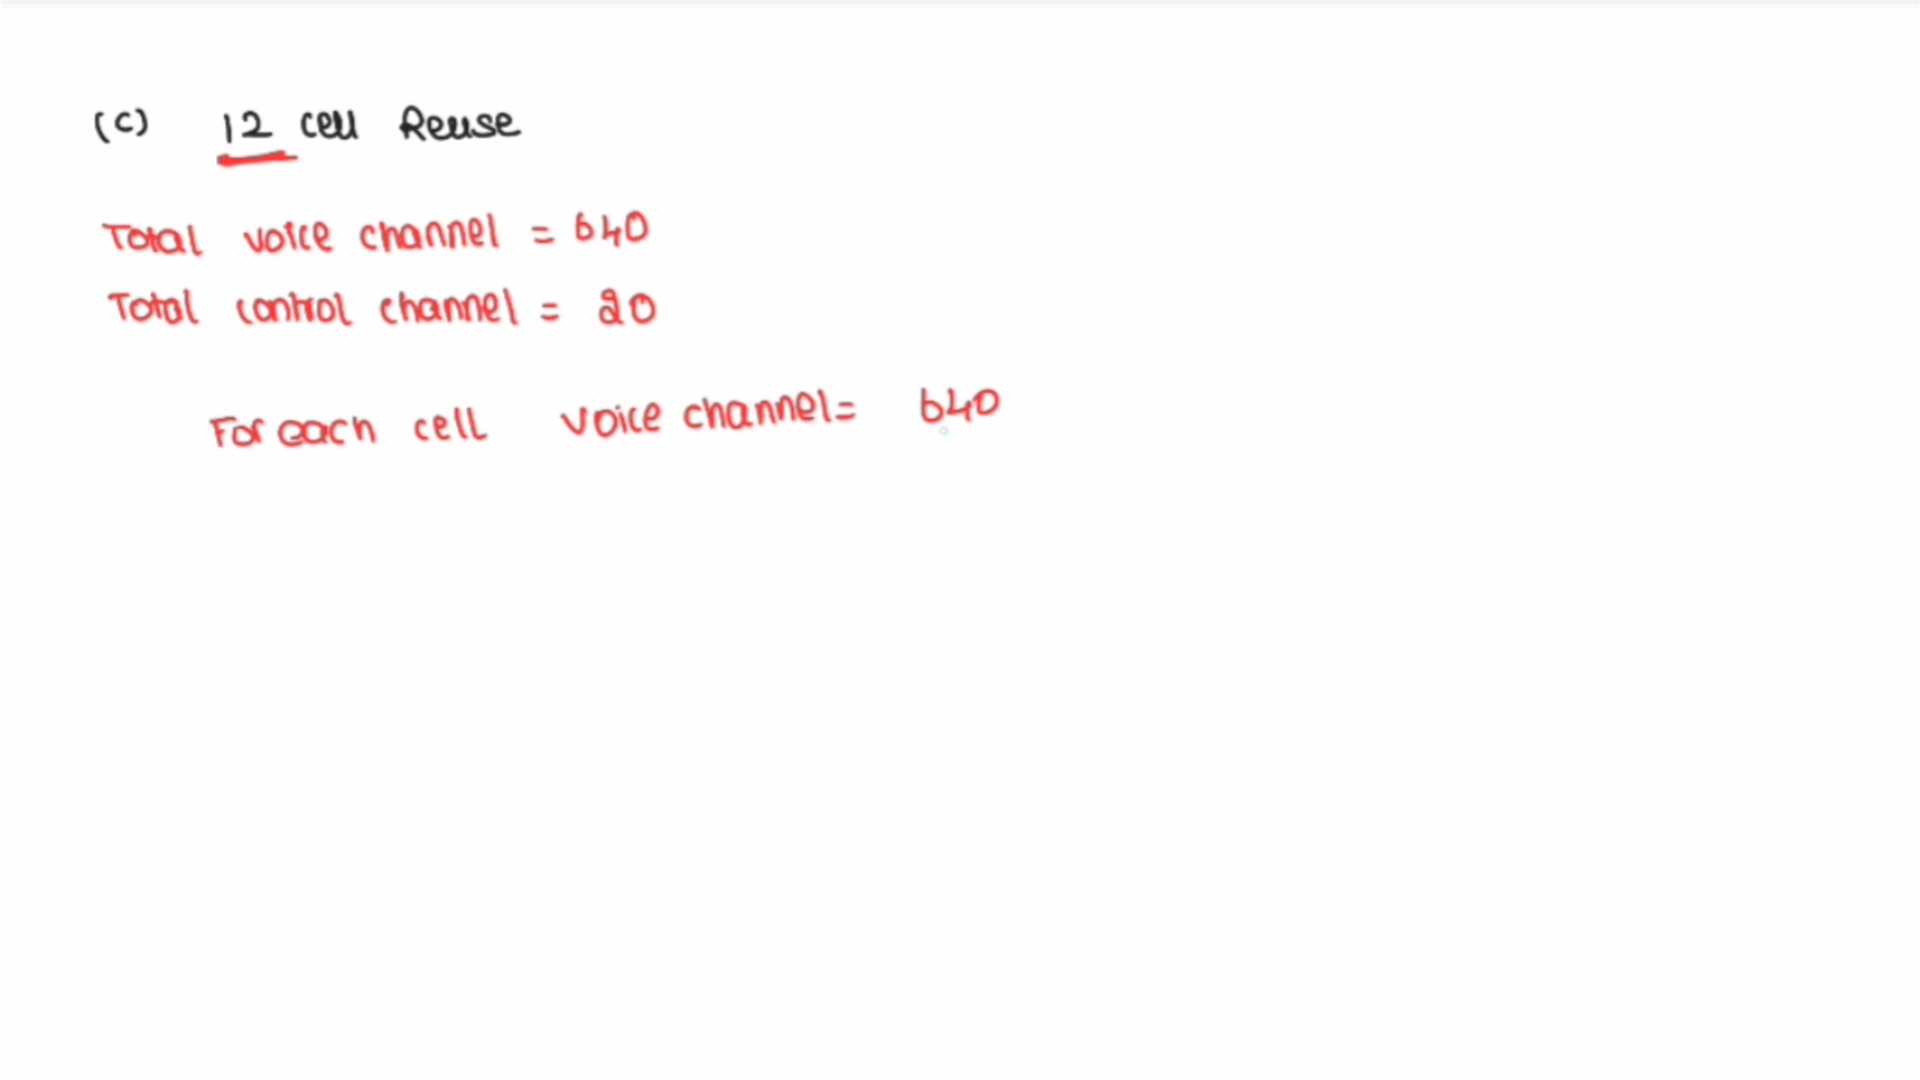 (C) 12 cell Reuse
Total voice channel = 640
Total control channel = 20
For each cell voice channel = 640